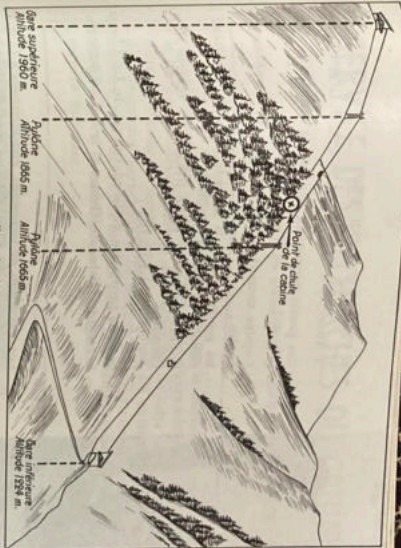 Gare supérieure
Altitude 1960 m.
Pylône
Altitude 1865 m.
Point de chute
de la cabine
Pylône
Altitude 1665 m.
Gare inférieure
Altitude 1224 m.